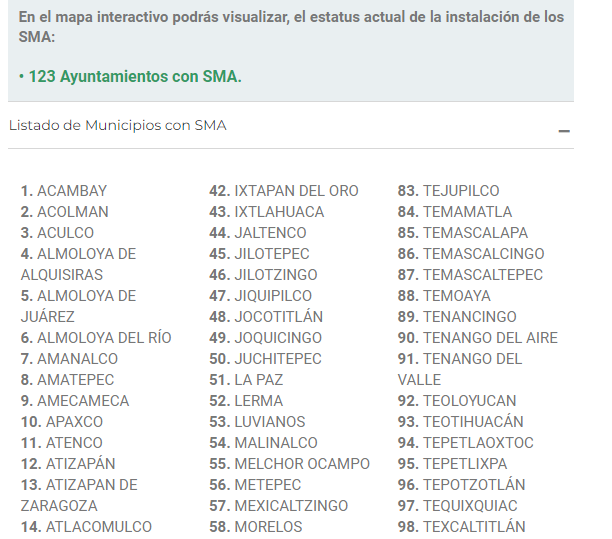 En el mapa interactivo podrás visualizar, el estatus actual de la instalación de los
SMA:
• 123 Ayuntamientos con SMA.
Listado de Municipios con SMA
1. ACAMBAY
2. ACOLMAN
3. ACULCO
4. ALMOLOYA DE
ALQUISIRAS
5. ALMOLOYA DE
JUÁREZ
6. ALMOLOYA DEL RÍO
7. AMANALCO
8. AMATEPEC
9. AMECAMECA
10. APAXCO
11. ATENCO
12. ATIZAPÁN
13. ATIZAPAN DE
ZARAGOZA
14. ATLACOMULCO
42. IXTAPAN DEL ORO
43. IXTLAHUACA
44. JALTENCO
45. JILOTEPEC
46. JILOTZINGO
47. JIQUIPILCO
48. JOCOTITLÁN
49. JOQUICINGO
50. JUCHITEPEC
51. LA PAZ
52. LERMA
53. LUVIANOS
54. MALINALCO
55. MELCHOR OCAMPO
56. METEPEC
57. MEXICALTZINGO
58. MORELOS
83. TEJUPILCO
84. TEMAMATLA
85. TEMASCALAPA
86. TEMASCALCINGO
87. TEMASCALTEPEC
88. TEMOAYA
89. TENANCINGO
90. TENANGO DEL AIRE
91. TENANGO DEL
VALLE
92. TEOLOYUCAN
93. TEOTIHUACÁN
94. TEPETLAOXTOC
95. TEPETLIXPA
96. TEPOTZOTLÁN
97. TEQUIXQUIAC
98. TEXCALTITLÁN